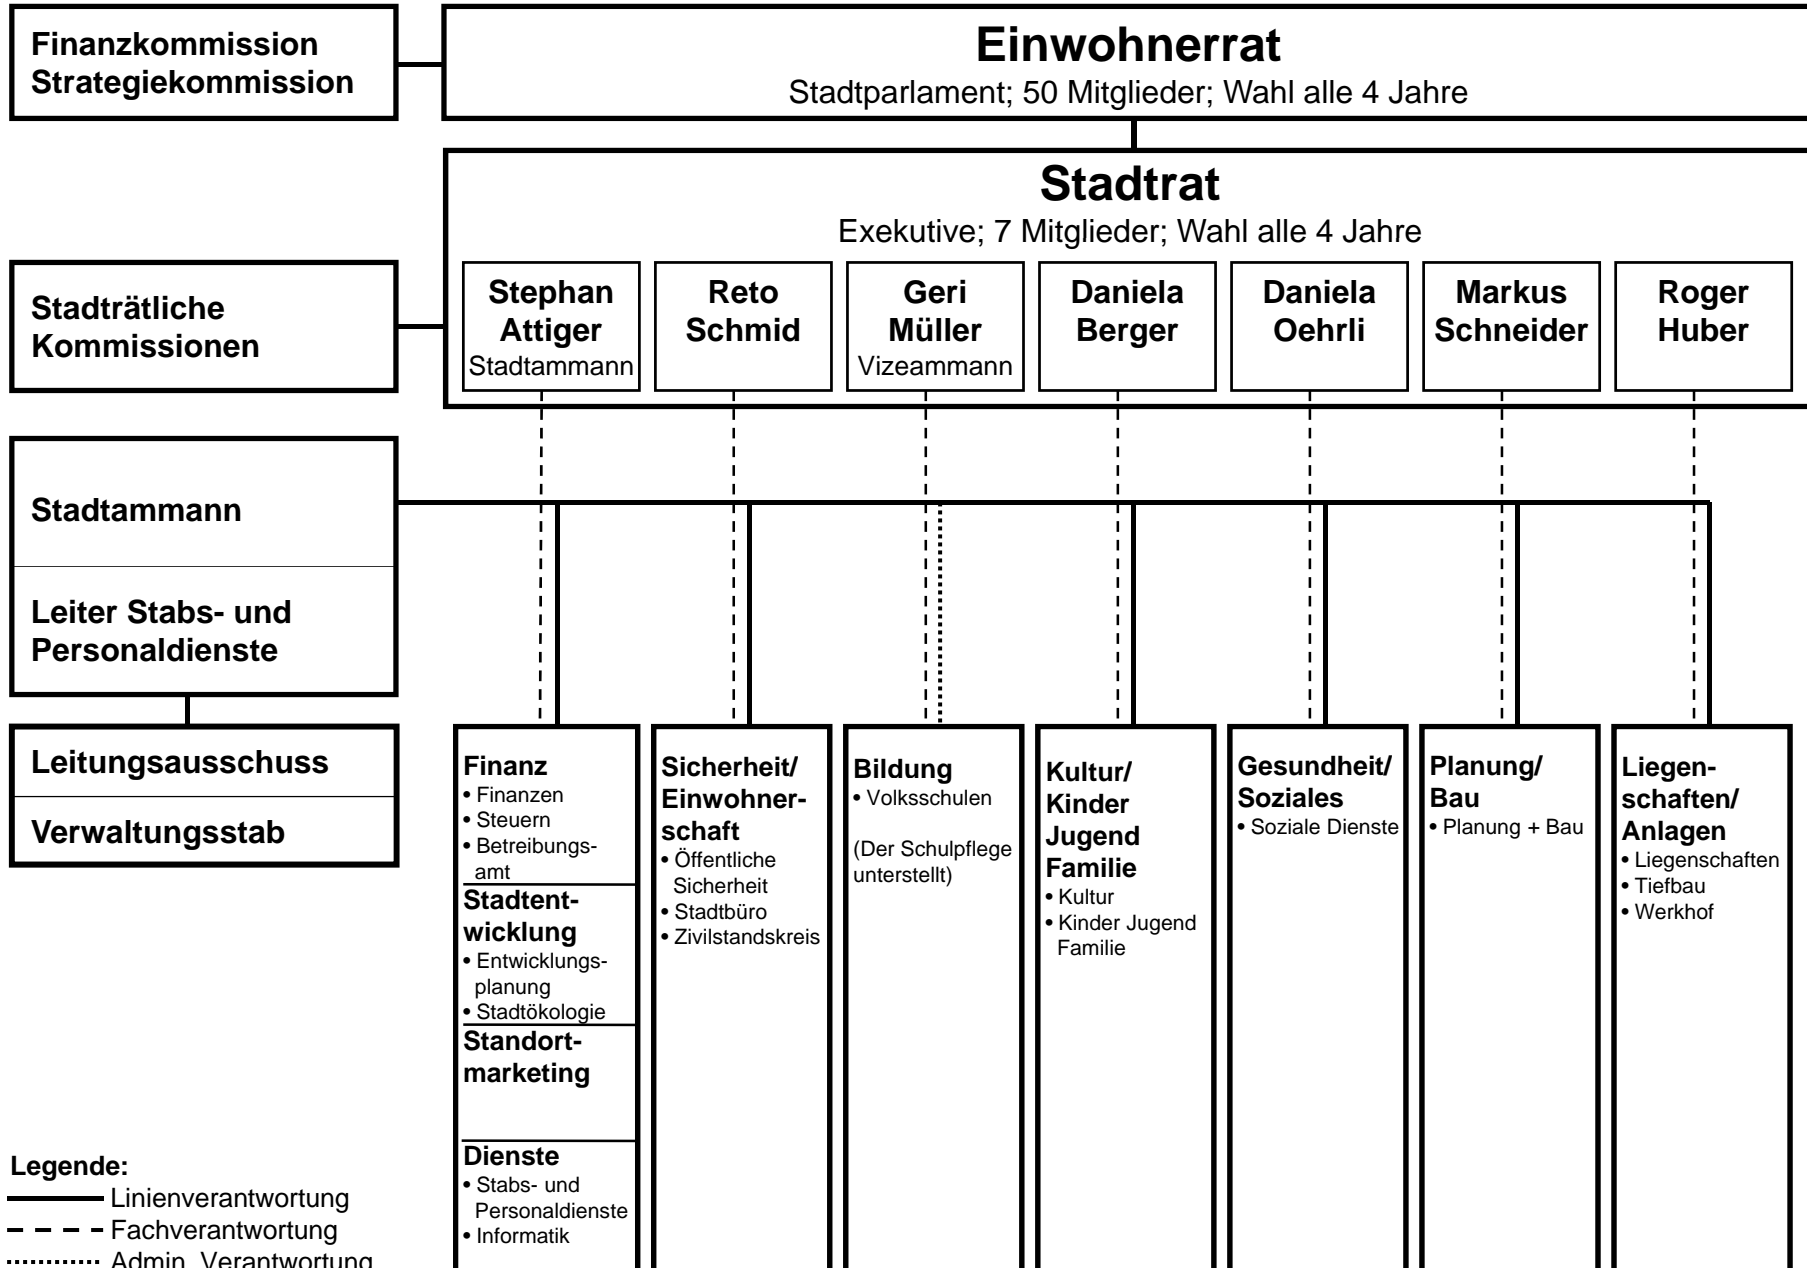 Finanzkommission
Strategiekommission
Einwohnerrat
Stadtparlament; 50 Mitglieder; Wahl alle 4 Jahre
Stadtrat
Exekutive; 7 Mitglieder; Wahl alle 4 Jahre
Stadträtliche
Kommissionen
Stephan
Attiger
Stadtammann
Reto
Schmid
Geri
Müller
Vizeammann
Daniela
Berger
Daniela
Oehrli
Markus
Schneider
Roger
Huber
Stadtammann
Leiter Stabs- und
Personaldienste
Leitungsausschuss
Verwaltungsstab
Finanz
• Finanzen
• Steuern
• Betreibungs-
amt
Stadtent-
wicklung
• Entwicklungs-
planung
• Stadtökologie
Standort-
marketing
Dienste
• Stabs- und
Personaldienste
• Informatik
Sicherheit/
Einwohner-
schaft
• Öffentliche
Sicherheit
• Stadtbüro
• Zivilstandskreis
Bildung
• Volksschulen
(Der Schulpflege
unterstellt)
Kultur/
Kinder
Jugend
Familie
• Kultur
• Kinder Jugend
Familie
Gesundheit/
Soziales
• Soziale Dienste
Planung/
Bau
• Planung + Bau
Liegen-
schaften/
Anlagen
• Liegenschaften
• Tiefbau
• Werkhof
Legende:
Linienverantwortung
Fachverantwortung
Admin. Verantwortung